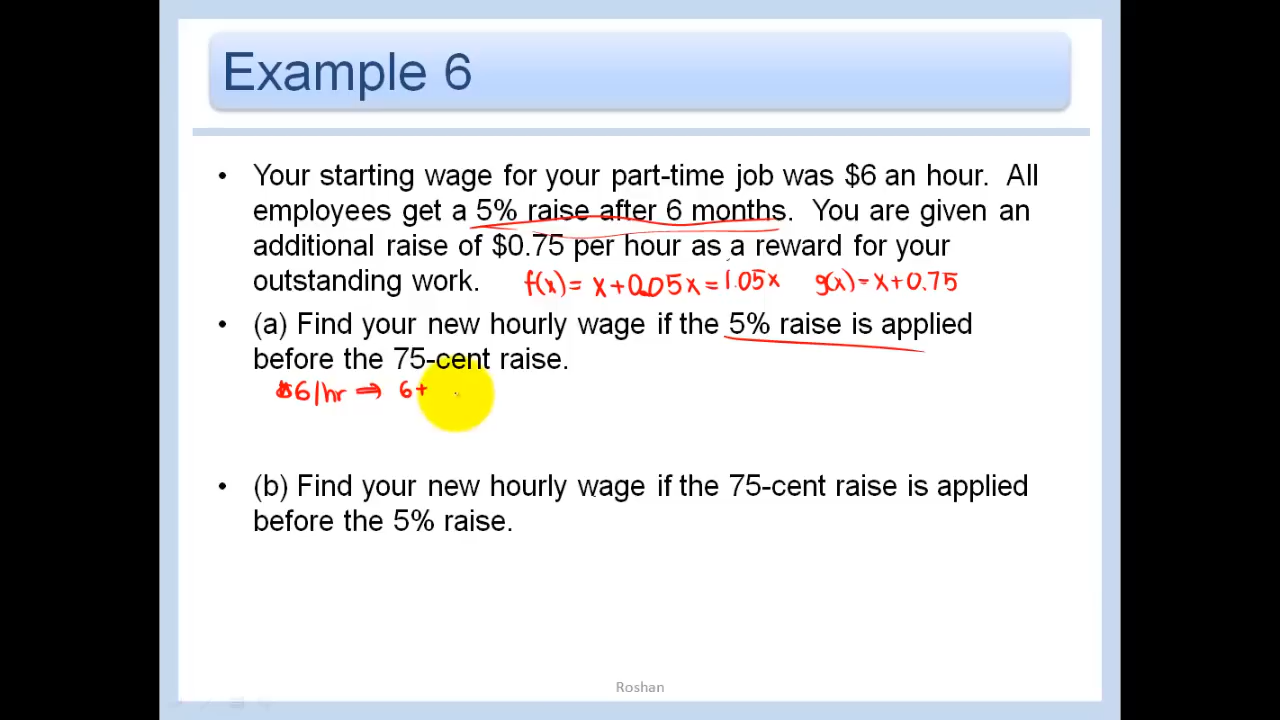 Example 6
• Your starting wage for your part-time job was $6 an hour. All
employees get a 5% raise after 6 months. You are given an
additional raise of $0.75 per hour as a reward for your
outstanding work. f(x)= x+0.05x=1.05x g(x)=x+0.75
• (a) Find your new hourly wage if the 5% raise is applied
before the 75-cent raise.
$6/hr ⇒ 6+
• (b) Find your new hourly wage if the 75-cent raise is applied
before the 5% raise.
Roshan